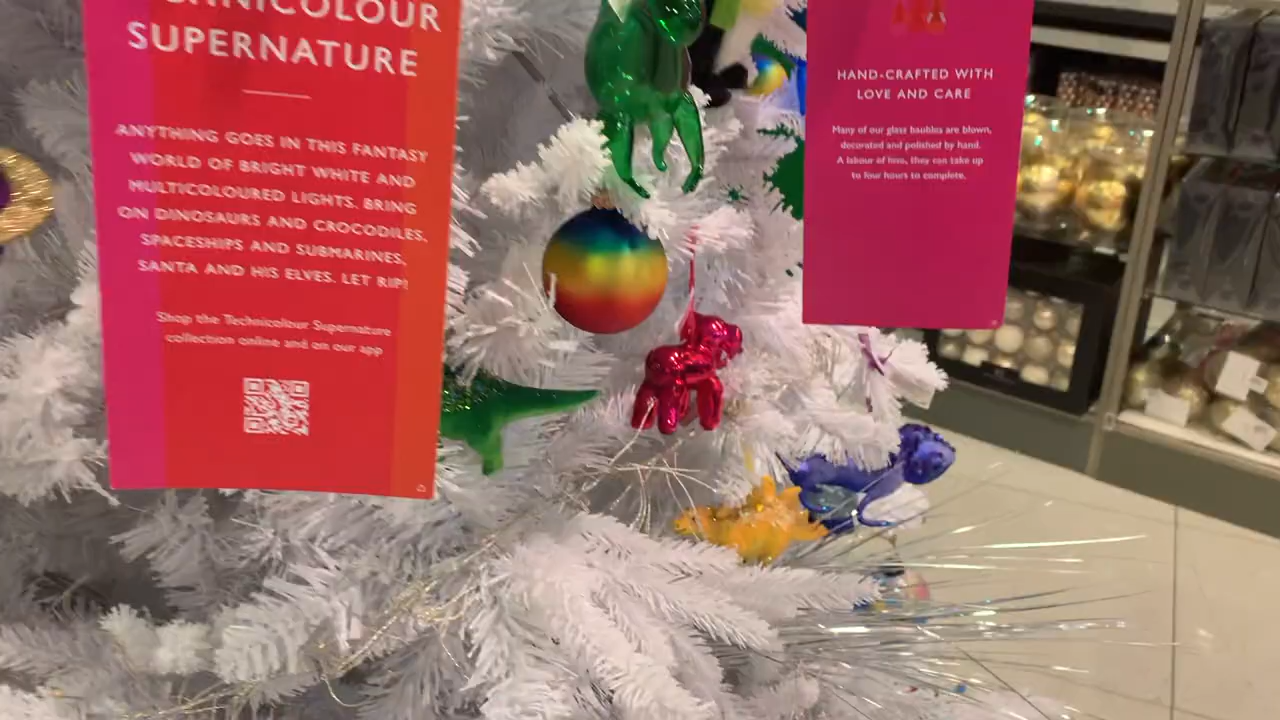 SUPERNATURE
ANYTHING GOES IN THIS FANTASY
WORLD OF BRIGHT WHITE AND
MULTICOLOURED LIGHTS. BRING
ON DINOSAURS AND CROCODILES,
SPACESHIPS AND SUBMARINES,
SANTA AND HIS ELVES. LET RIP!
Shop the Technicolour Supernature
collection online and on our app
HAND-CRAFTED WITH
LOVE AND CARE
Many of our glass baubles are blown,
decorated and polished by hand.
A labour of love, they can take up
to four hours to complete.